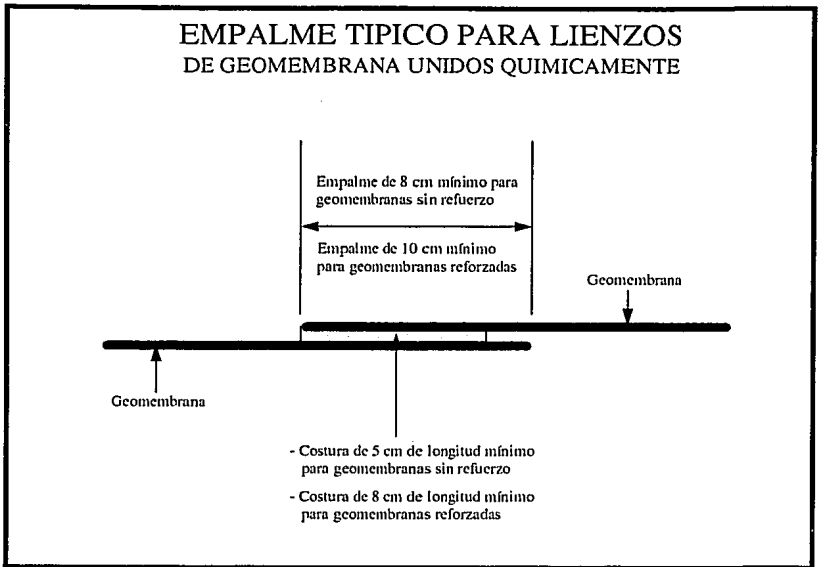 EMPALME TIPICO PARA LIENZOS
DE GEOMEMBRANA UNIDOS QUIMICAMENTE
Empalme de 8 cm mínimo para
geomembranas sin refuerzo
Empalme de 10 cm mínimo
para geomembranas reforzadas
Geomembrana
Geomembrana
- Costura de 5 cm de longitud mínimo
para geomembranas sin refuerzo
- Costura de 8 cm de longitud mínimo
para geomembranas reforzadas